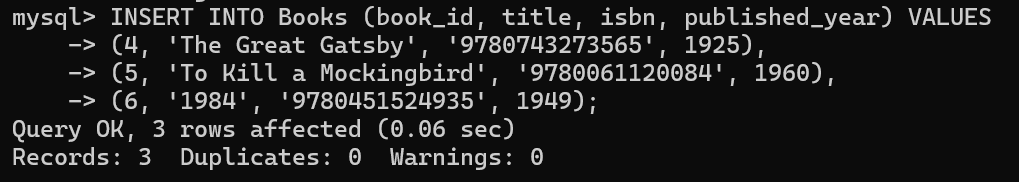 mysql> INSERT INTO Books (book_id, title, isbn, published_year) VALUES
    -> (4, 'The Great Gatsby', '9780743273565', 1925),
    -> (5, 'To Kill a Mockingbird', '9780061120084', 1960),
    -> (6, '1984', '9780451524935', 1949);
Query OK, 3 rows affected (0.06 sec)
Records: 3  Duplicates: 0  Warnings: 0